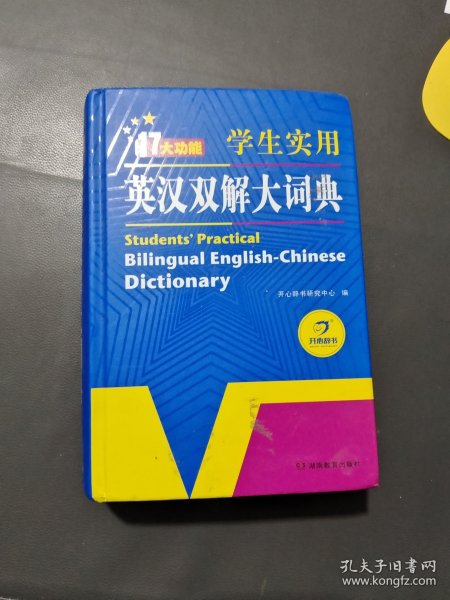 17大功能
学生实用
英汉双解大词典
Students' Practical
Bilingual English-Chinese
Dictionary
开心辞书研究中心 编
开心辞书
湖南教育出版社
孔夫子旧书网
www.kongfz.com